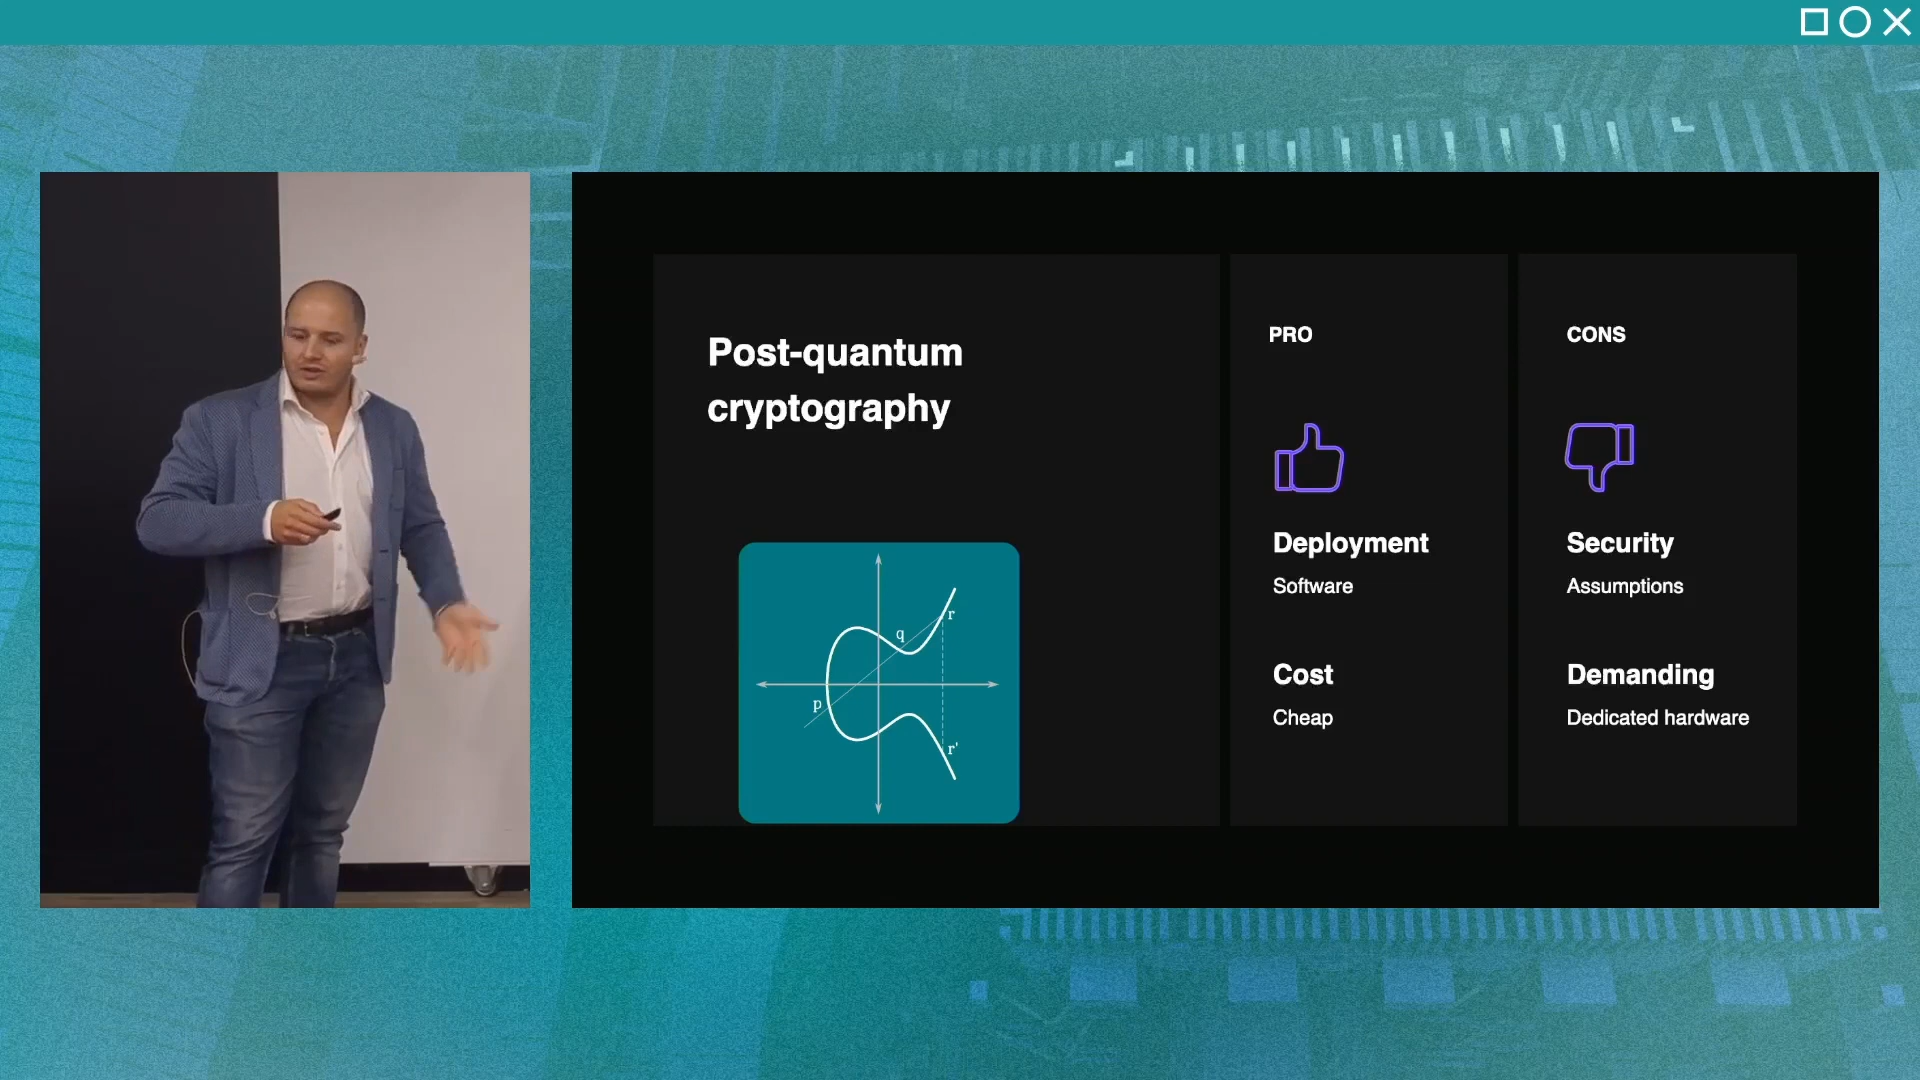 Post-quantum
cryptography
q
r
p
r'
PRO
Deployment
Software
Cost
Cheap
CONS
Security
Assumptions
Demanding
Dedicated hardware